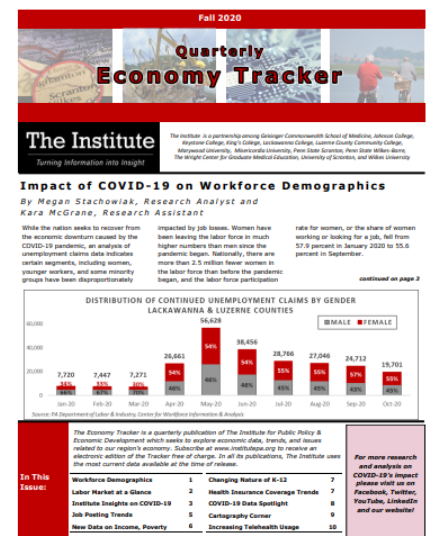 Fall 2020
Quarterly
Economy Tracker
The Institute
Turning Information into Insight
The Institute is a partnership among Geisinger Commonwealth School of Medicine, Johnson College,
Keystone College, King's College, Lackawanna College, Luzerne County Community College,
Marywood University, Misericordia University, Penn State Scranton, Penn State Wilkes-Barre,
The Wright Center for Graduate Medical Education, University of Scranton, and Wilkes University
Impact of COVID-19 on Workforce Demographics
By Megan Stachowiak, Research Analyst and
Kara McGrane, Research Assistant
While the nation seeks to recover from
the economic downturn caused by the
COVID-19 pandemic, an analysis of
unemployment claims data indicates
certain segments, including women,
younger workers, and some minority
groups have been disproportionately
impacted by job losses. Women have
been leaving the labor force in much
higher numbers than men since the
pandemic began. Nationally, there are
more than 2.5 million fewer women in
the labor force than before the pandemic
began, and the labor force participation
rate for women, or the share of women
working or looking for a job, fell from
57.9 percent in January 2020 to 55.6
percent in September.
continued on page 3
DISTRIBUTION OF CONTINUED UNEMPLOYMENT CLAIMS BY GENDER
LACKAWANNA & LUZERNE COUNTIES
MALE FEMALE
60,000
40,000
20,000
0
7,720 7,447 7,271 26,661 56,628 38,456 28,766 27,046 24,712 19,701
34% 33% 30% 54% 54% 54% 55% 55% 57% 55%
66% 67% 70% 46% 46% 46% 45% 45% 43% 45%
Jan-20 Feb-20 Mar-20 Apr-20 May-20 Jun-20 Jul-20 Aug-20 Sep-20 Oct-20
Source: PA Department of Labor & Industry, Center for Workforce Information & Analysis
The Economy Tracker is a quarterly publication of The Institute for Public Policy &
Economic Development which seeks to explore economic data, trends, and issues
related to our region's economy. Subscribe at www.institutepa.org to receive an
electronic edition of the Tracker free of charge. In all its publications, The Institute uses
the most current data available at the time of release.
In This
Issue:
Workforce Demographics 1
Labor Market at a Glance 2
Institute Insights on COVID-19 3
Job Posting Trends 5
New Data on Income, Poverty 6
Changing Nature of K-12 7
Health Insurance Coverage Trends 7
COVID-19 Data Spotlight 8
Cartography Corner 9
Increasing Telehealth Usage 10
For more research
and analysis on
COVID-19's impact
please visit us on
Facebook, Twitter,
YouTube, LinkedIn
and our website!